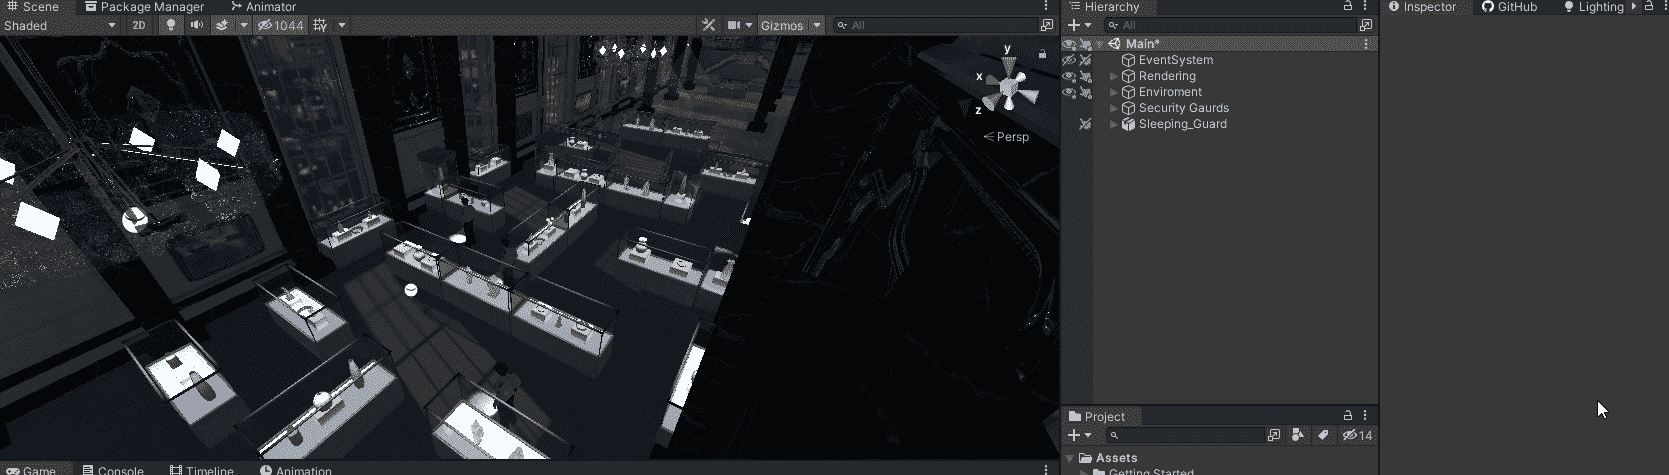 Scene Package Manager Animator
Shaded 2D 1044 Gizmos All
y
x
z
Persp
Hierarchy
All
Main*
EventSystem
Rendering
Enviroment
Security Gaurds
Sleeping_Guard
Project
14
Assets
Getting Started
Inspector GitHub Lighting
Game Console Timeline Animation